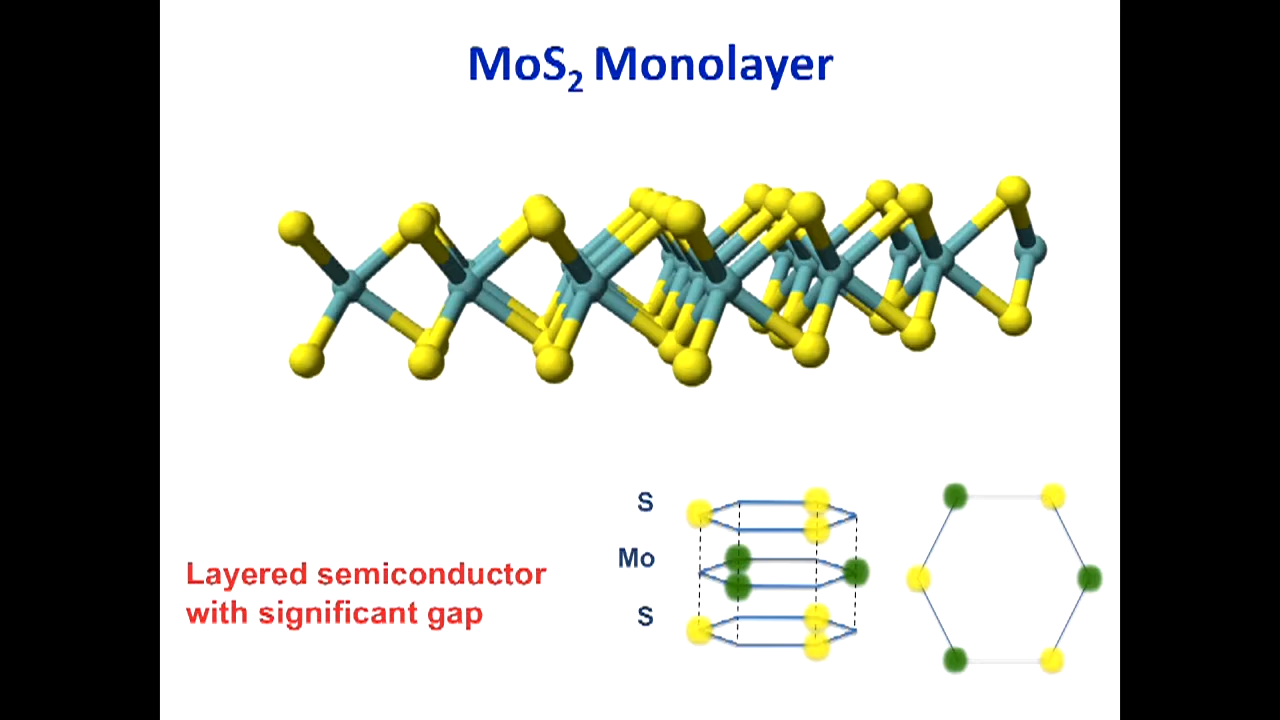 MoS₂ Monolayer
S
Mo
S
Layered semiconductor
with significant gap